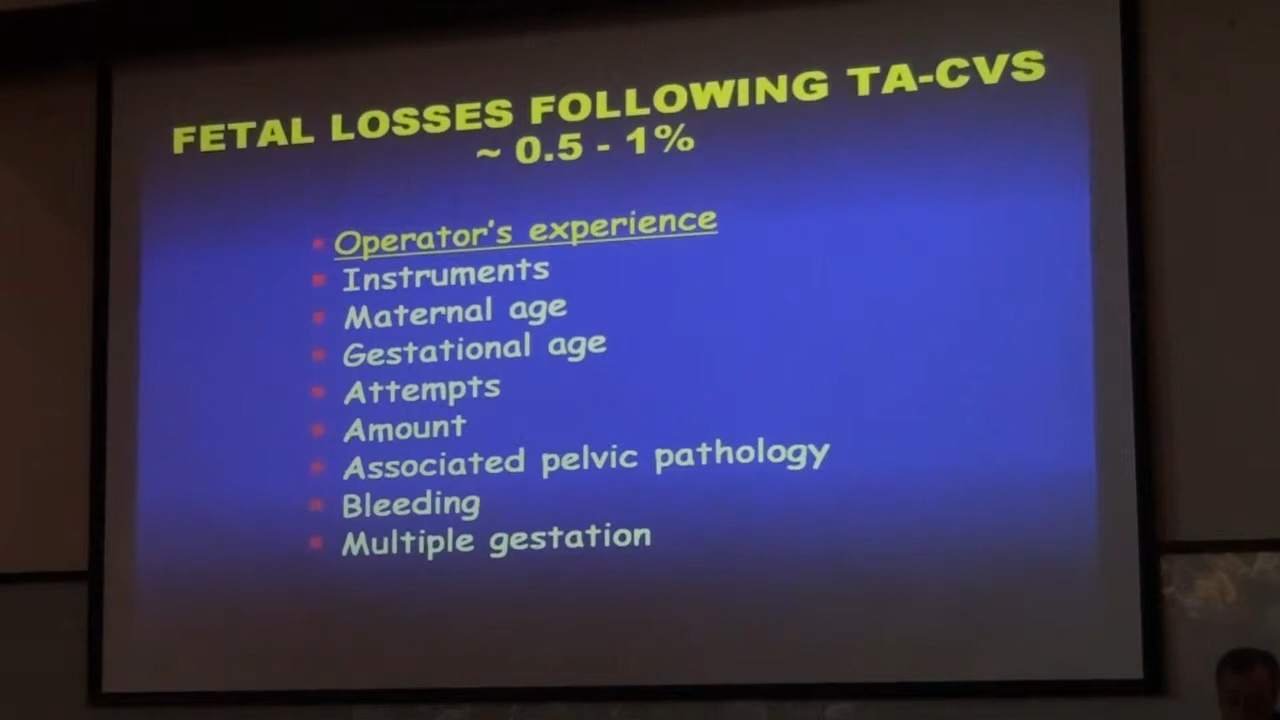 FETAL LOSSES FOLLOWING TA-CVS
~ 0.5 - 1%
Operator's experience
Instruments
Maternal age
Gestational age
Attempts
Amount
Associated pelvic pathology
Bleeding
Multiple gestation